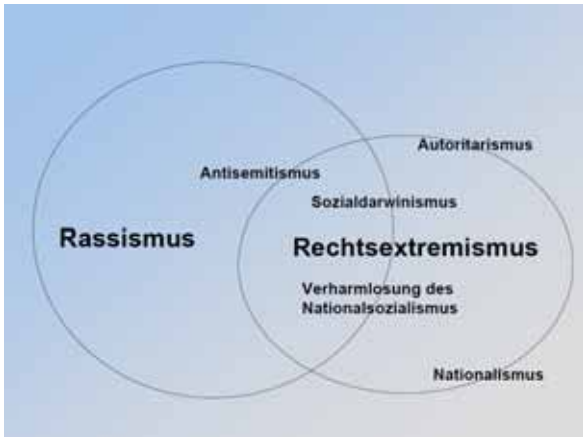 Autoritarismus
Antisemitismus
Sozialdarwinismus
Rassismus
Rechtsextremismus
Verharmlosung des
Nationalsozialismus
Nationalismus